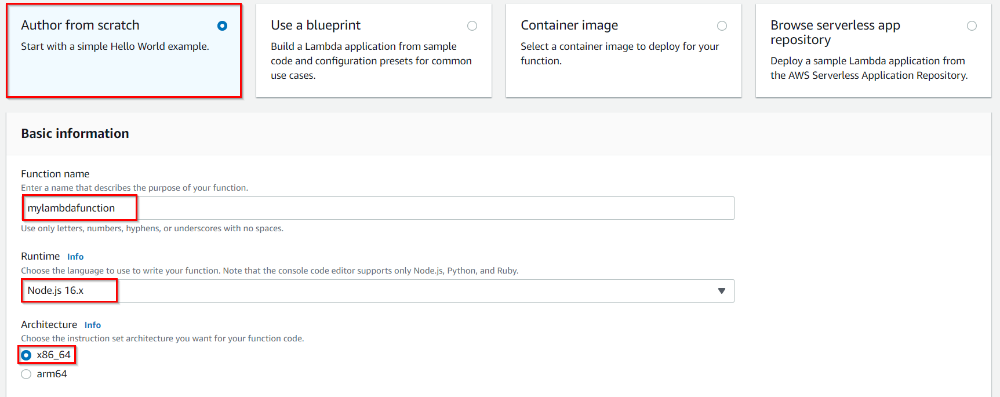 Author from scratch
Start with a simple Hello World example.
Use a blueprint
Build a Lambda application from sample
code and configuration presets for common
use cases.
Container image
Select a container image to deploy for your
function.
Browse serverless app
repository
Deploy a sample Lambda application from
the AWS Serverless Application Repository.
Basic information
Function name
Enter a name that describes the purpose of your function.
mylambdafunction
Use only letters, numbers, hyphens, or underscores with no spaces.
Runtime Info
Choose the language to use to write your function. Note that the console code editor supports only Node.js, Python, and Ruby.
Node.js 16.x
Architecture Info
Choose the instruction set architecture you want for your function code.
x86_64
arm64